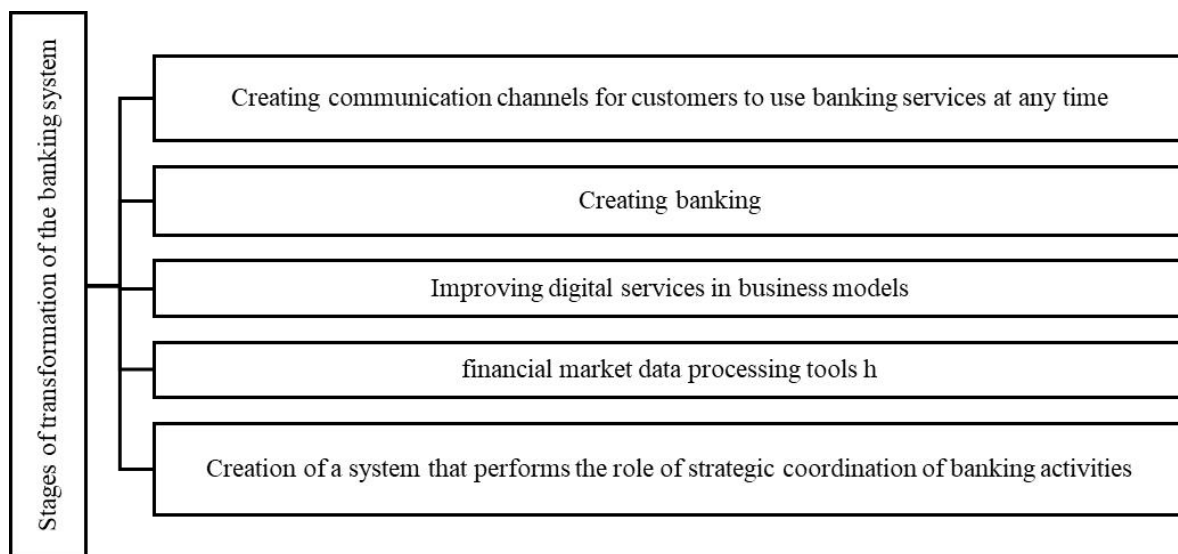 Stages of transformation of the banking system
Creating communication channels for customers to use banking services at any time
Creating banking
Improving digital services in business models
financial market data processing tools h
Creation of a system that performs the role of strategic coordination of banking activities